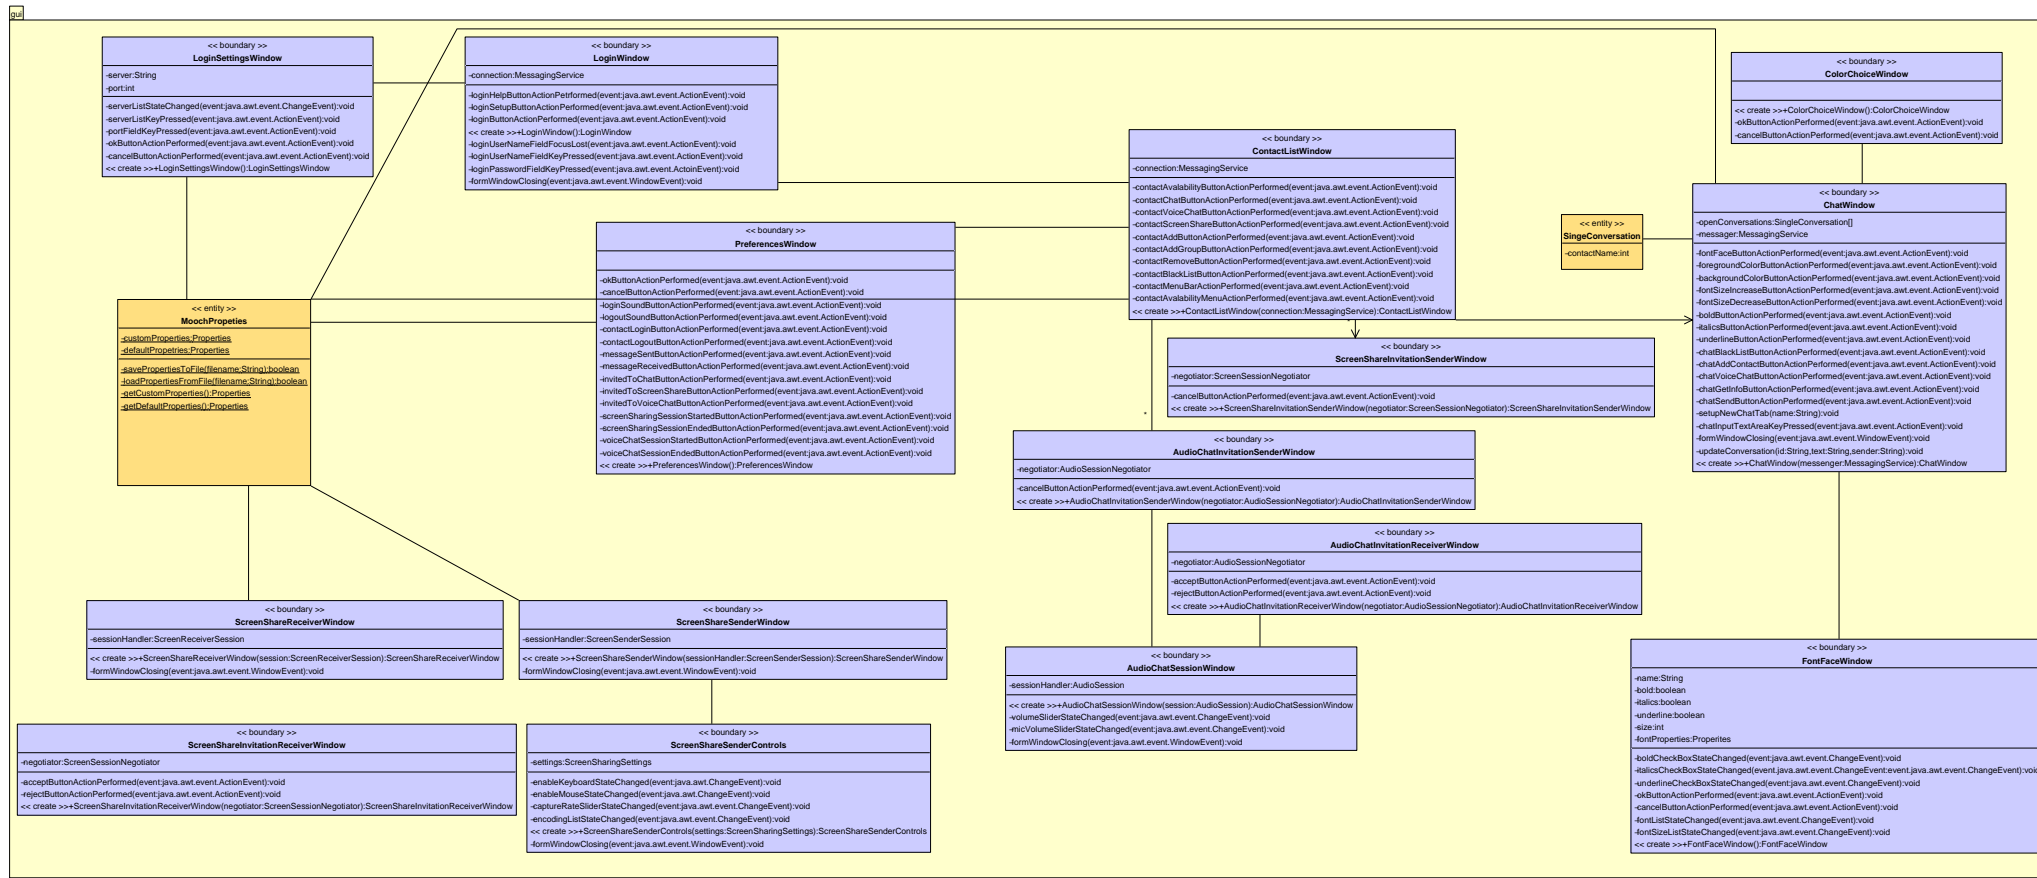 gui
<< boundary >>
LoginSettingsWindow
-server:String
-port:int
-serverListStateChanged(event:java.awt.event.ChangeEvent):void
-serverListKeyPressed(event:java.awt.event.ActionEvent):void
-portFieldKeyPressed(event:java.awt.event.ActionEvent):void
-okButtonActionPerformed(event:java.awt.event.ActionEvent):void
-cancelButtonActionPerformed(event:java.awt.event.ActionEvent):void
<< create >>+LoginSettingsWindow():LoginSettingsWindow
<< boundary >>
LoginWindow
-connection:MessagingService
-loginHelpButtonActionPetrformed(event:java.awt.event.ActionEvent):void
-loginSetupButtonActionPerformed(event:java.awt.event.ActionEvent):void
-loginButtonActionPerformed(event:java.awt.event.ActionEvent):void
<< create >>+LoginWindow():LoginWindow
-loginUserNameFieldFocusLost(event:java.awt.event.ActionEvent):void
-loginUserNameFieldKeyPressed(event:java.awt.event.ActionEvent):void
-loginPasswordFieldKeyPressed(event:java.awt.event.ActoinEvent):void
-formWindowClosing(event:java.awt.event.WindowEvent):void
<< boundary >>
ColorChoiceWindow
<< create >>+ColorChoiceWindow():ColorChoiceWindow
-okButtonActionPerformed(event:java.awt.event.ActionEvent):void
-cancelButtonActionPerformed(event:java.awt.event.ActionEvent):void
<< boundary >>
ContactListWindow
-connection:MessagingService
-contactAvalabilityButtonActionPerformed(event:java.awt.event.ActionEvent):void
-contactChatButtonActionPerformed(event:java.awt.event.ActionEvent):void
-contactVoiceChatButtonActionPerformed(event:java.awt.event.ActionEvent):void
-contactScreenShareButtonActionPerformed(event:java.awt.event.ActionEvent):void
-contactAddButtonActionPerformed(event:java.awt.event.ActionEvent):void
-contactAddGroupButtonActionPerformed(event:java.awt.event.ActionEvent):void
-contactRemoveButtonActionPerformed(event:java.awt.event.ActionEvent):void
-contactBlackListButtonActionPerformed(event:java.awt.event.ActionEvent):void
-contactMenuBarActionPerformed(event:java.awt.event.ActionEvent):void
-contactAvalabilityMenuActionPerformed(event:java.awt.event.ActionEvent):void
<< create >>+ContactListWindow(connection:MessagingService):ContactListWindow
<< entity >>
SingeConversation
-contactName:int
<< boundary >>
ChatWindow
-openConversations:SingleConversation[]
-messager:MessagingService
-fontFaceButtonActionPerformed(event:java.awt.event.ActionEvent):void
-foregroundColorButtonActionPerformed(event:java.awt.event.ActionEvent):void
-backgroundColorButtonActionPerformed(event:java.awt.event.ActionEvent):void
-fontSizeIncreaseButtonActionPerformed(event:java.awt.event.ActionEvent):void
-fontSizeDecreaseButtonActionPerformed(event:java.awt.event.ActionEvent):void
-boldButtonActionPerformed(event:java.awt.event.ActionEvent):void
-italicsButtonActionPerformed(event:java.awt.event.ActionEvent):void
-underlineButtonActionPerformed(event:java.awt.event.ActionEvent):void
-chatBlackListButtonActionPerformed(event:java.awt.event.ActionEvent):void
-chatAddContactButtonActionPerformed(event:java.awt.event.ActionEvent):void
-chatVoiceChatButtonActionPerformed(event:java.awt.event.ActionEvent):void
-chatGetInfoButtonActionPerformed(event:java.awt.event.ActionEvent):void
-chatSendButtonActionPerformed(event:java.awt.event.ActionEvent):void
-setupNewChatTab(name:String):void
-chatInputTextAreaKeyPressed(event:java.awt.event.ActionEvent):void
-formWindowClosing(event:java.awt.event.WindowEvent):void
-updateConversation(id:String,text:String,sender:String):void
<< create >>+ChatWindow(messenger:MessagingService):ChatWindow
<< boundary >>
PreferencesWindow
-okButtonActionPerformed(event:java.awt.event.ActionEvent):void
-cancelButtonActionPerformed(event:java.awt.event.ActionEvent):void
-loginSoundButtonActionPerformed(event:java.awt.event.ActionEvent):void
-logoutSoundButtonActionPerformed(event:java.awt.event.ActionEvent):void
-contactLoginButtonActionPerformed(event:java.awt.event.ActionEvent):void
-contactLogoutButtonActionPerformed(event:java.awt.event.ActionEvent):void
-messageSentButtonActionPerformed(event:java.awt.event.ActionEvent):void
-messageReceivedButtonActionPerformed(event:java.awt.event.ActionEvent):void
-invitedToChatButtonActionPerformed(event:java.awt.event.ActionEvent):void
-invitedToScreenShareButtonActionPerformed(event:java.awt.event.ActionEvent):void
-invitedToVoiceChatButtonActionPerformed(event:java.awt.event.ActionEvent):void
-screenSharingSessionStartedButtonActionPerformed(event:java.awt.event.ActionEvent):void
-screenSharingSessionEndedButtonActionPerformed(event:java.awt.event.ActionEvent):void
-voiceChatSessionStartedButtonActionPerformed(event:java.awt.event.ActionEvent):void
-voiceChatSessionEndedButtonActionPerformed(event:java.awt.event.ActionEvent):void
<< create >>+PreferencesWindow():PreferencesWindow
<< entity >>
MoochPropeties
-customProperties:Properties
-defaultPropetries:Properties
-savePropertiesToFile(filename:String):boolean
-loadPropertiesFromFile(filename:String):boolean
-getCustomProperties():Properties
-getDefaultProperties():Properties
<< boundary >>
ScreenShareInvitationSenderWindow
-negotiator:ScreenSessionNegotiator
-cancelButtonActionPerformed(event:java.awt.event.ActionEvent):void
<< create >>+ScreenShareInvitationSenderWindow(negotiator:ScreenSessionNegotiator):ScreenShareInvitationSenderWindow
*
<< boundary >>
AudioChatInvitationSenderWindow
-negotiator:AudioSessionNegotiator
-cancelButtonActionPerformed(event:java.awt.event.ActionEvent):void
<< create >>+AudioChatInvitationSenderWindow(negotiator:AudioSessionNegotiator):AudioChatInvitationSenderWindow
<< boundary >>
AudioChatInvitationReceiverWindow
-negotiator:AudioSessionNegotiator
-acceptButtonActionPerformed(event:java.awt.event.ActionEvent):void
-rejectButtonActionPerformed(event:java.awt.event.ActionEvent):void
<< create >>+AudioChatInvitationReceiverWindow(negotiator:AudioSessionNegotiator):AudioChatInvitationReceiverWindow
<< boundary >>
ScreenShareReceiverWindow
-sessionHandler:ScreenReceiverSession
<< create >>+ScreenShareReceiverWindow(session:ScreenReceiverSession):ScreenShareReceiverWindow
-formWindowClosing(event:java.awt.event.WindowEvent):void
<< boundary >>
ScreenShareSenderWindow
-sessionHandler:ScreenSenderSession
<< create >>+ScreenShareSenderWindow(sessionHandler:ScreenSenderSession):ScreenShareSenderWindow
-formWindowClosing(event:java.awt.event.WindowEvent):void
<< boundary >>
AudioChatSessionWindow
-sessionHandler:AudioSession
<< create >>+AudioChatSessionWindow(session:AudioSession):AudioChatSessionWindow
-volumeSliderStateChanged(event:java.awt.event.ChangeEvent):void
-micVolumeSliderStateChanged(event:java.awt.event.ChangeEvent):void
-formWindowClosing(event:java.awt.event.WindowEvent):void
<< boundary >>
FontFaceWindow
-name:String
-bold:boolean
-italics:boolean
-underline:boolean
-size:int
-fontProperties:Properites
-boldCheckBoxStateChanged(event:java.awt.event.ChangeEvent):void
-italicsCheckBoxStateChanged(event:java.awt.event.ChangeEvent:event:java.awt.event.ChangeEvent):void
-underlineCheckBoxStateChanged(event:java.awt.event.ChangeEvent):void
-okButtonActionPerformed(event:java.awt.event.ActionEvent):void
-cancelButtonActionPerformed(event:java.awt.event.ActionEvent):void
-fontListStateChanged(event:java.awt.event.ChangeEvent):void
-fontSizeListStateChanged(event:java.awt.event.ChangeEvent):void
<< create >>+FontFaceWindow():FontFaceWindow
<< boundary >>
ScreenShareInvitationReceiverWindow
-negotiator:ScreenSessionNegotiator
-acceptButtonActionPerformed(event:java.awt.event.ActionEvent):void
-rejectButtonActionPerformed(event:java.awt.event.ActionEvent):void
<< create >>+ScreenShareInvitationReceiverWindow(negotiator:ScreenSessionNegotiator):ScreenShareInvitationReceiverWindow
<< boundary >>
ScreenShareSenderControls
-settings:ScreenSharingSettings
-enableKeyboardStateChanged(event:java.awt.ChangeEvent):void
-enableMouseStateChanged(event:java.awt.ChangeEvent):void
-captureRateSliderStateChanged(event:java.awt.event.ChangeEvent):void
-encodingListStateChanged(event:java.awt.event.ChangeEvent):void
<< create >>+ScreenShareSenderControls(settings:ScreenSharingSettings):ScreenShareSenderControls
-formWindowClosing(event:java.awt.event.WindowEvent):void